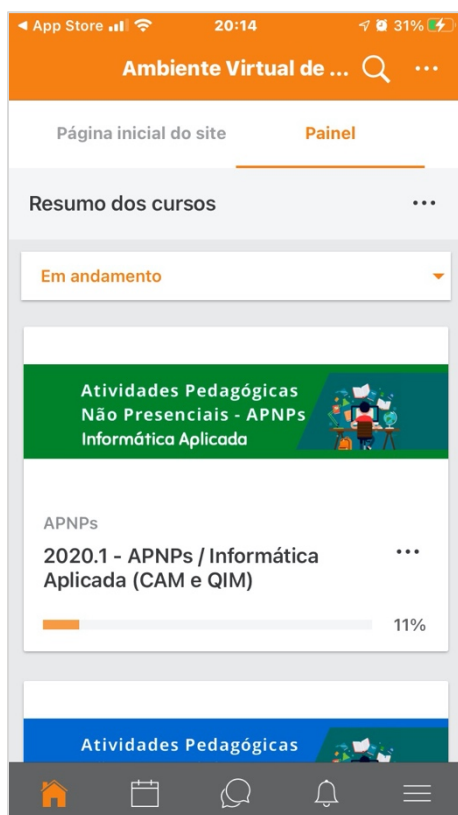 App Store
20:14
31%
Ambiente Virtual de ...
Página inicial do site
Painel
Resumo dos cursos
Em andamento
Atividades Pedagógicas
Não Presenciais - APNPs
Informática Aplicada
APNPs
2020.1 - APNPs / Informática
Aplicada (CAM e QIM)
11%
Atividades Pedagógicas